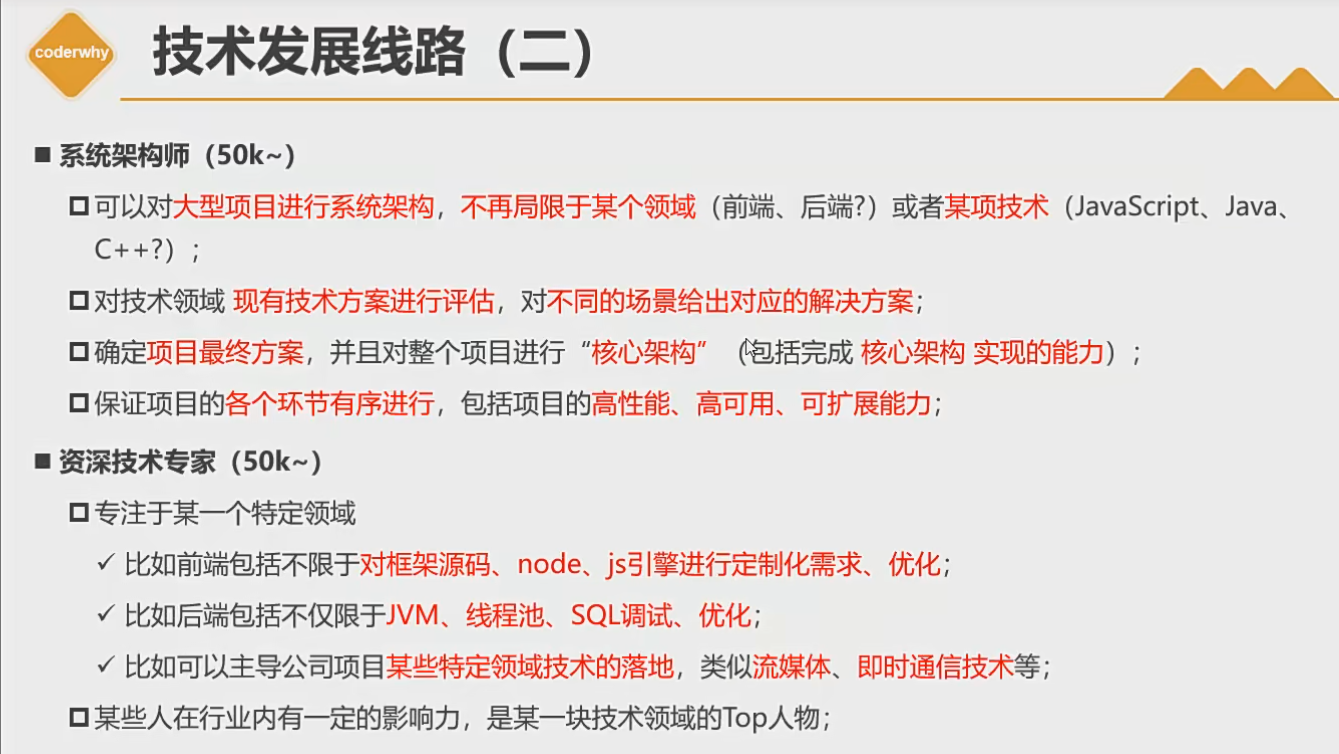 coderwhy
技术发展线路（二）
系统架构师（50k~）
可以对大型项目进行系统架构，不再局限于某个领域（前端、后端?）或者某项技术（JavaScript、Java、
C++?）;
对技术领域 现有技术方案进行评估，对不同的场景给出对应的解决方案;
确定项目最终方案，并且对整个项目进行“核心架构”（包括完成 核心架构 实现的能力）;
保证项目的各个环节有序进行，包括项目的高性能、高可用、可扩展能力;
资深技术专家（50k~）
专注于某一个特定领域
✓ 比如前端包括不限于对框架源码、node、js引擎进行定制化需求、优化;
✓ 比如后端包括不仅限于JVM、线程池、SQL调试、优化;
✓ 比如可以主导公司项目某些特定领域技术的落地，类似流媒体、即时通信技术等;
某些人在行业内有一定的影响力，是某一块技术领域的Top人物;